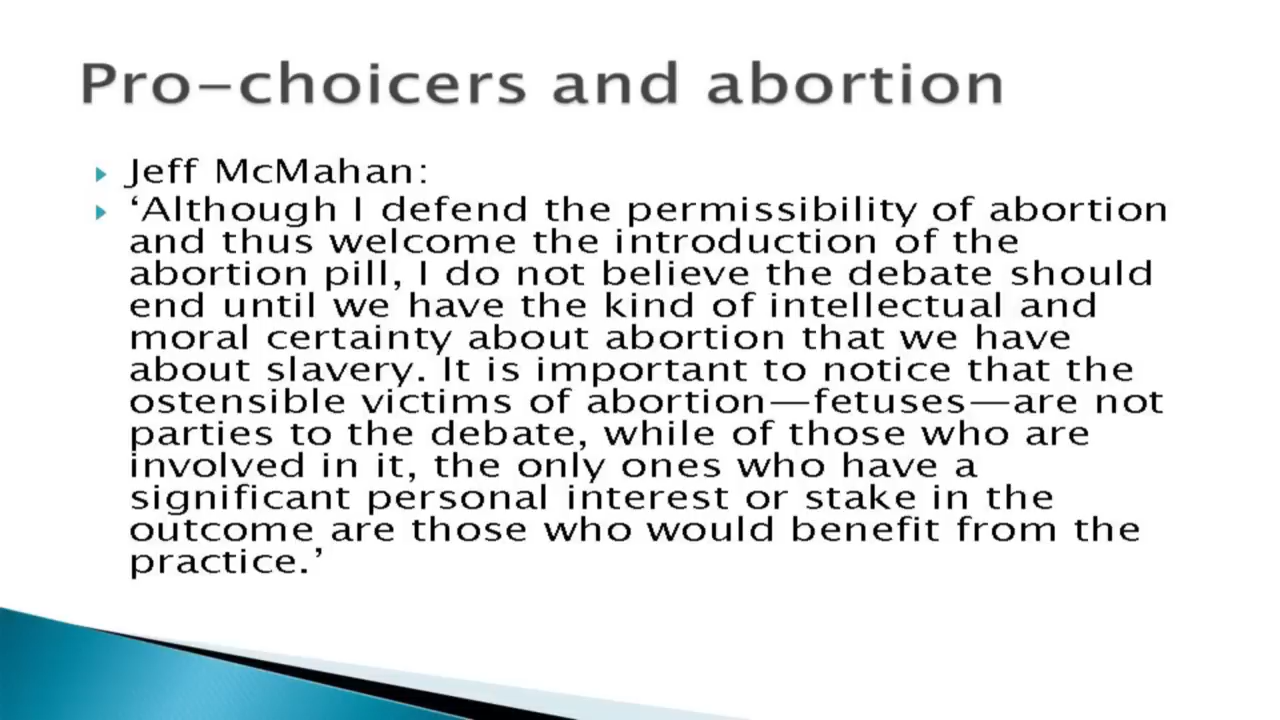 Pro-choicers and abortion
Jeff McMahan:
‘Although I defend the permissibility of abortion
and thus welcome the introduction of the
abortion pill, I do not believe the debate should
end until we have the kind of intellectual and
moral certainty about abortion that we have
about slavery. It is important to notice that the
ostensible victims of abortion—fetuses—are not
parties to the debate, while of those who are
involved in it, the only ones who have a
significant personal interest or stake in the
outcome are those who would benefit from the
practice.’